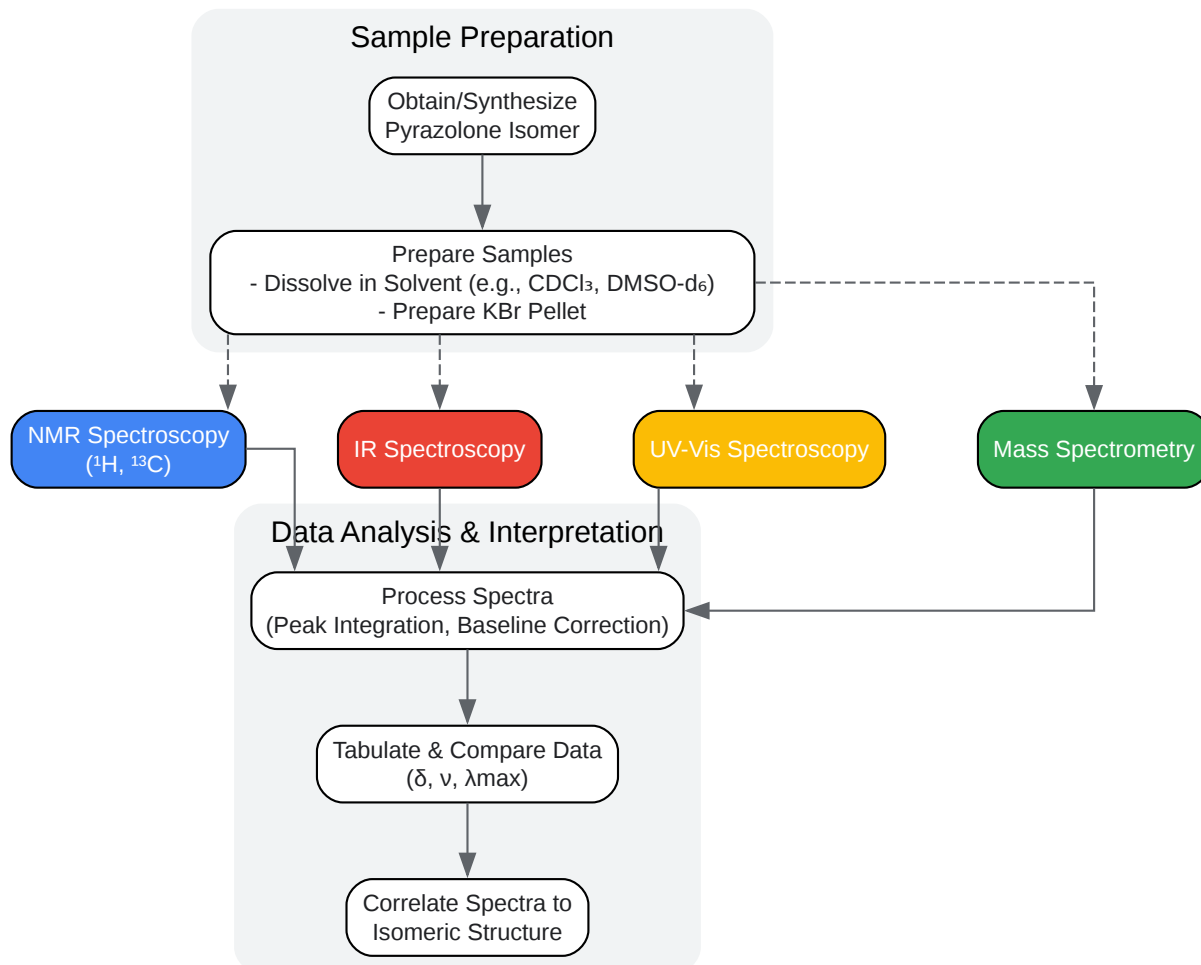 Sample Preparation
Obtain/Synthesize
Pyrazolone Isomer
Prepare Samples
- Dissolve in Solvent (e.g., CDCl₃, DMSO-d₆)
- Prepare KBr Pellet
NMR Spectroscopy
(¹H, ¹³C)
IR Spectroscopy
UV-Vis Spectroscopy
Mass Spectrometry
Data Analysis & Interpretation
Process Spectra
(Peak Integration, Baseline Correction)
Tabulate & Compare Data
(δ, ν, λmax)
Correlate Spectra to
Isomeric Structure